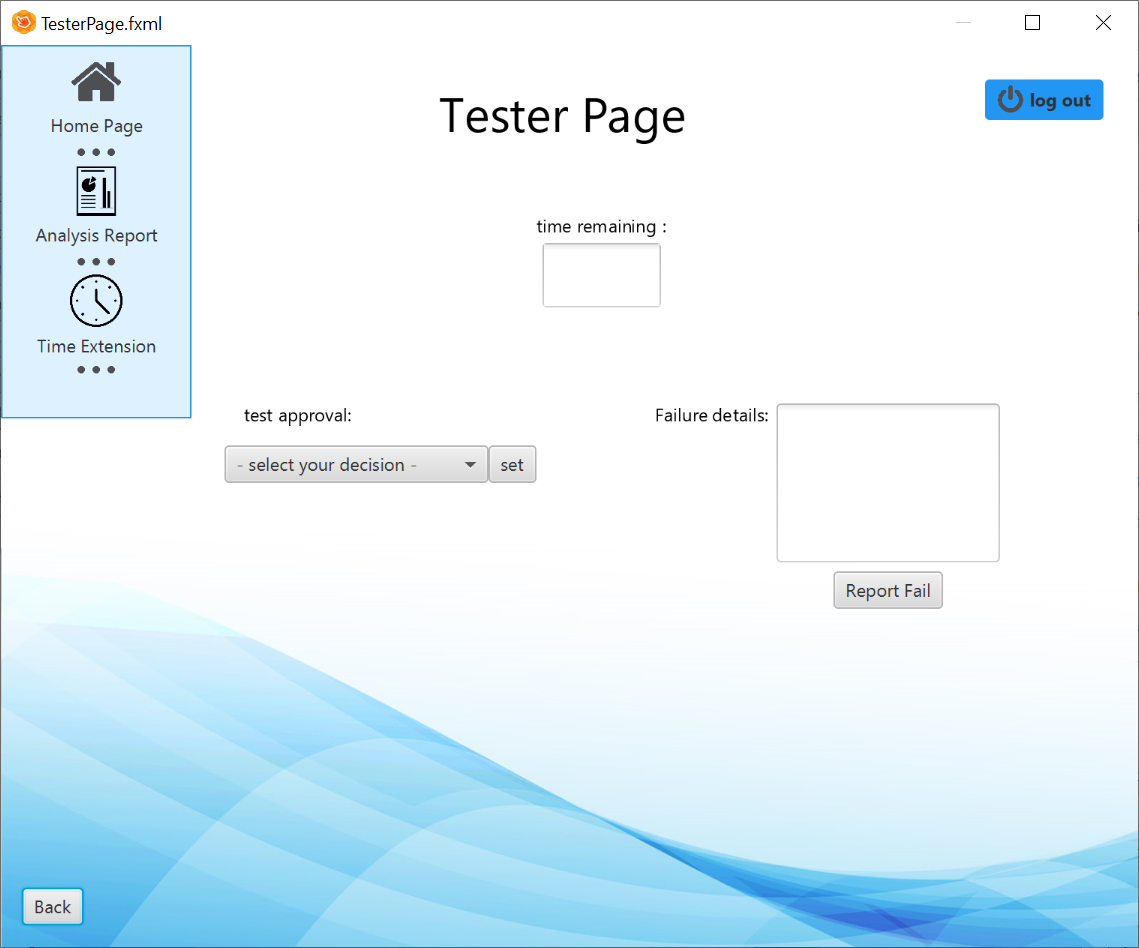 TesterPage.fxml
Home Page
Analysis Report
Time Extension
Tester Page
log out
time remaining :
test approval:
- select your decision -
set
Failure details:
Report Fail
Back